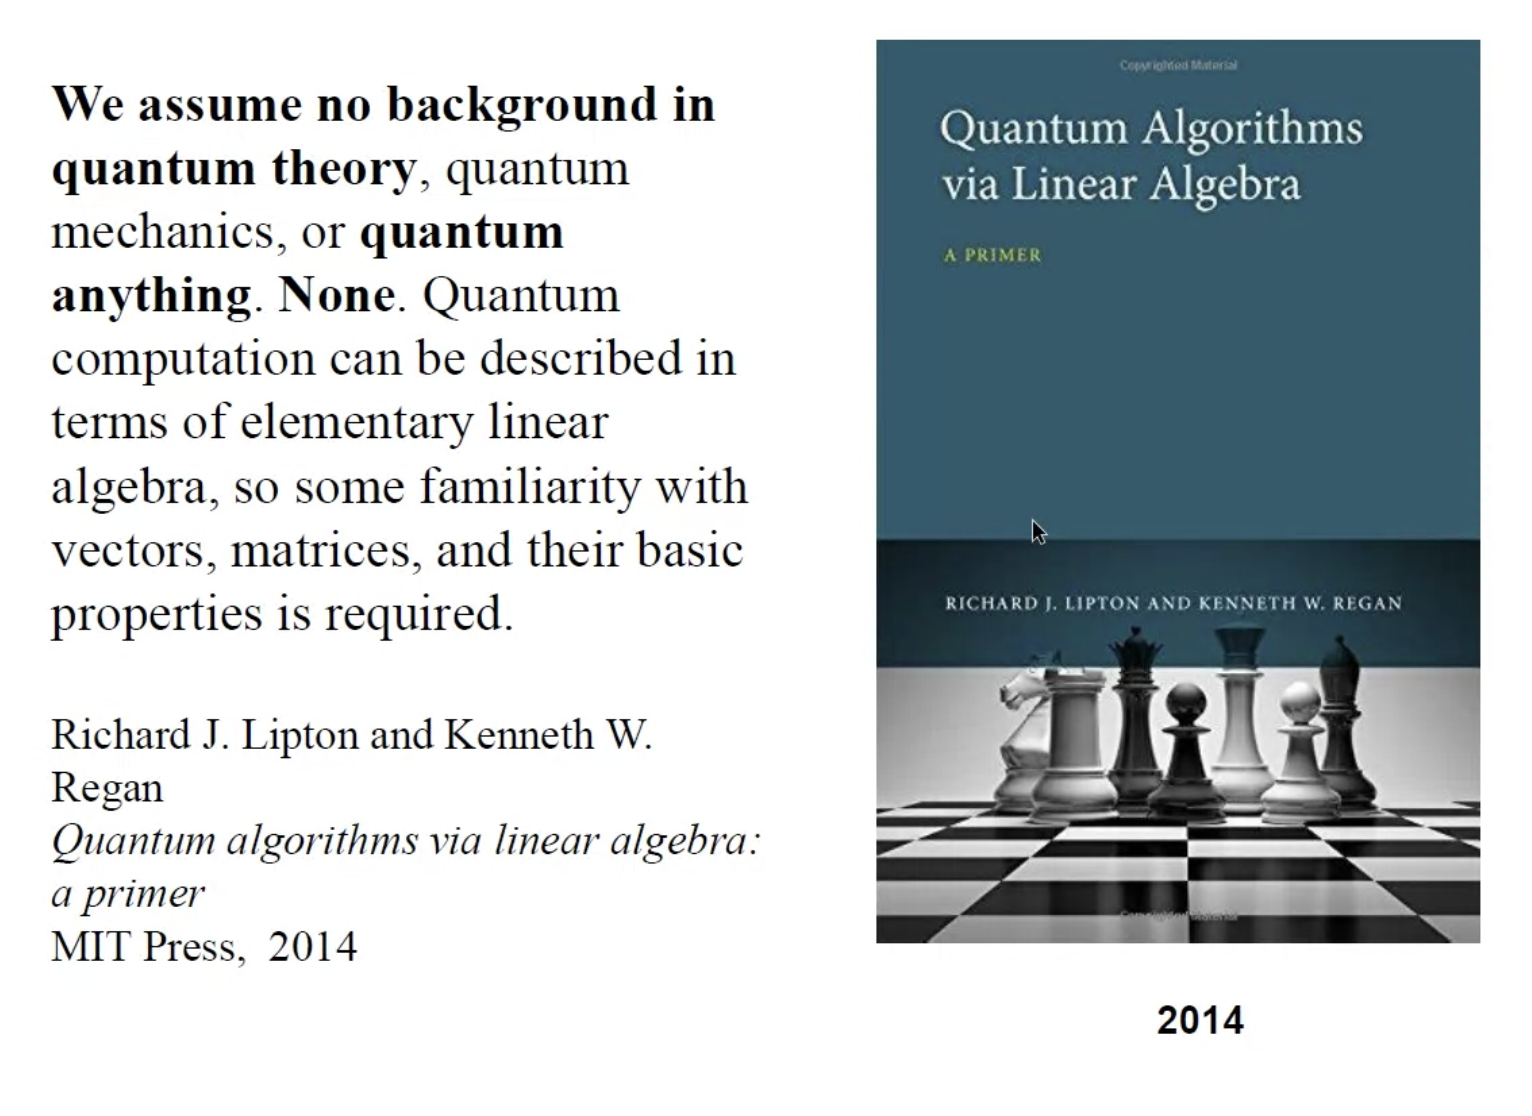 We assume no background in
quantum theory, quantum
mechanics, or quantum
anything. None. Quantum
computation can be described in
terms of elementary linear
algebra, so some familiarity with
vectors, matrices, and their basic
properties is required.
Richard J. Lipton and Kenneth W.
Regan
Quantum algorithms via linear algebra:
a primer
MIT Press, 2014
Copyrighted Material
Quantum Algorithms
via Linear Algebra
A PRIMER
RICHARD J. LIPTON AND KENNETH W. REGAN
Copyrighted Material
2014